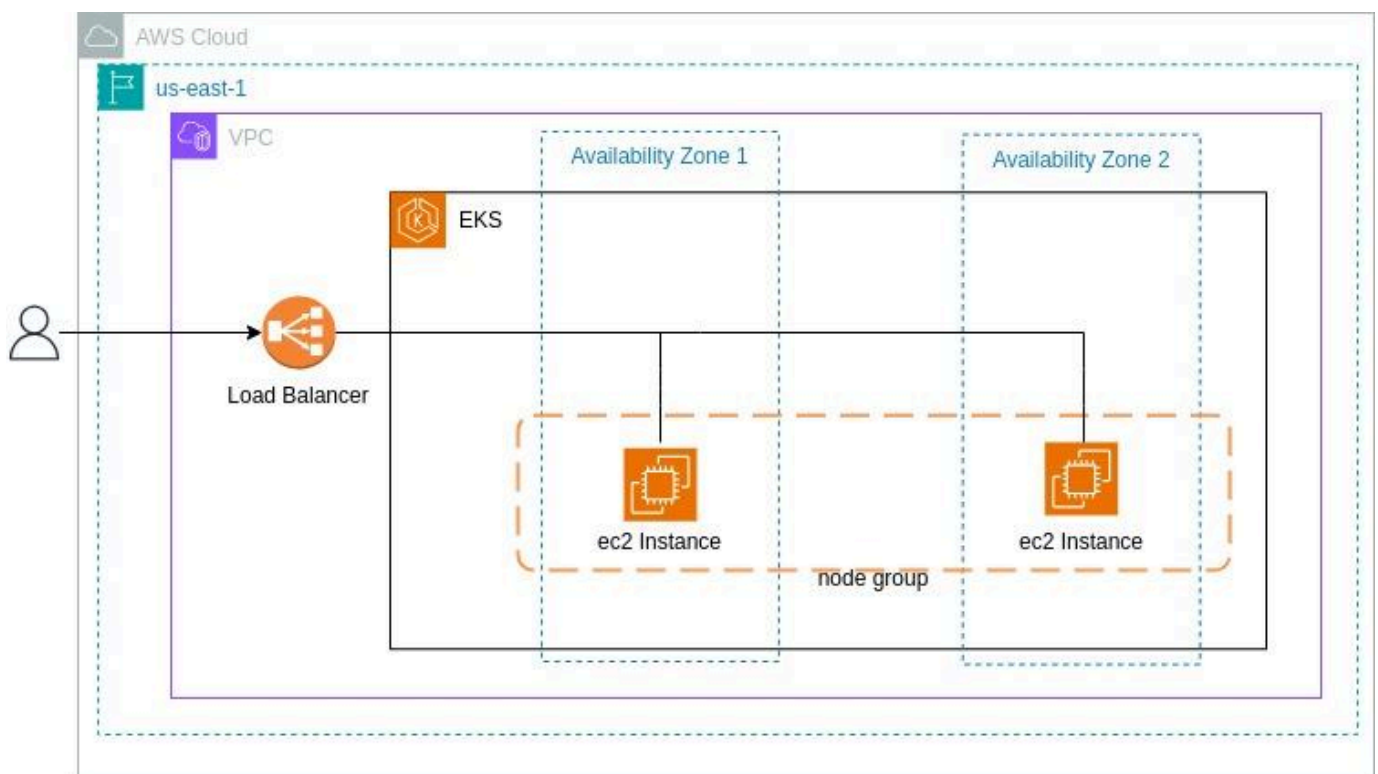 AWS Cloud
us-east-1
VPC
Availability Zone 1
Availability Zone 2
EKS
Load Balancer
ec2 Instance
ec2 Instance
node group